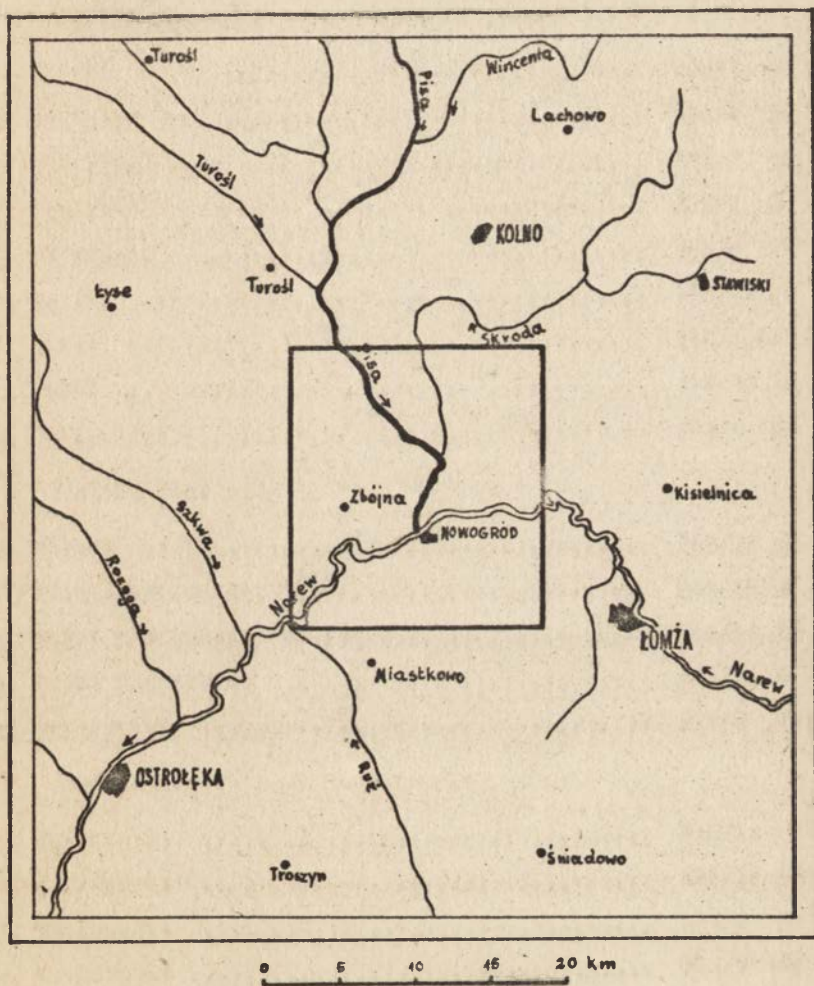 Turośl
Pisa
Wincenta
Lachowo
Turośl
KOLNO
Turośl
STAWISKI
Łyse
Skroda
Pisa
Zbójna
Kisielnica
Szkwa
NOWOGRÓD
Rozoga
Narew
ŁOMŻA
Miastkowo
Narew
OSTROŁĘKA
Ruź
Śniadowo
Troszyn
0 5 10 15 20 km